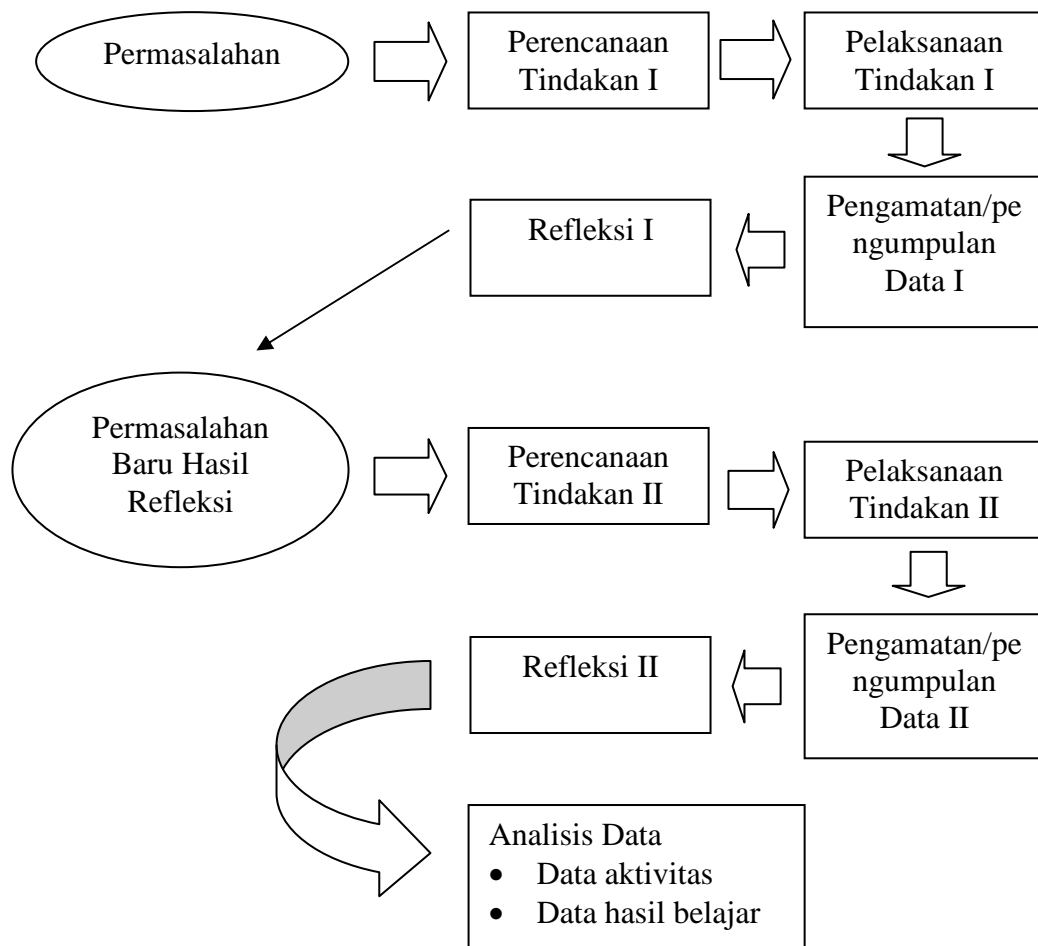 Permasalahan
Perencanaan
Tindakan I
Pelaksanaan
Tindakan I
Pengamatan/pe
ngumpulan
Data I
Refleksi I
Permasalahan
Baru Hasil
Refleksi
Perencanaan
Tindakan II
Pelaksanaan
Tindakan II
Pengamatan/pe
ngumpulan
Data II
Refleksi II
Analisis Data
• Data aktivitas
• Data hasil belajar